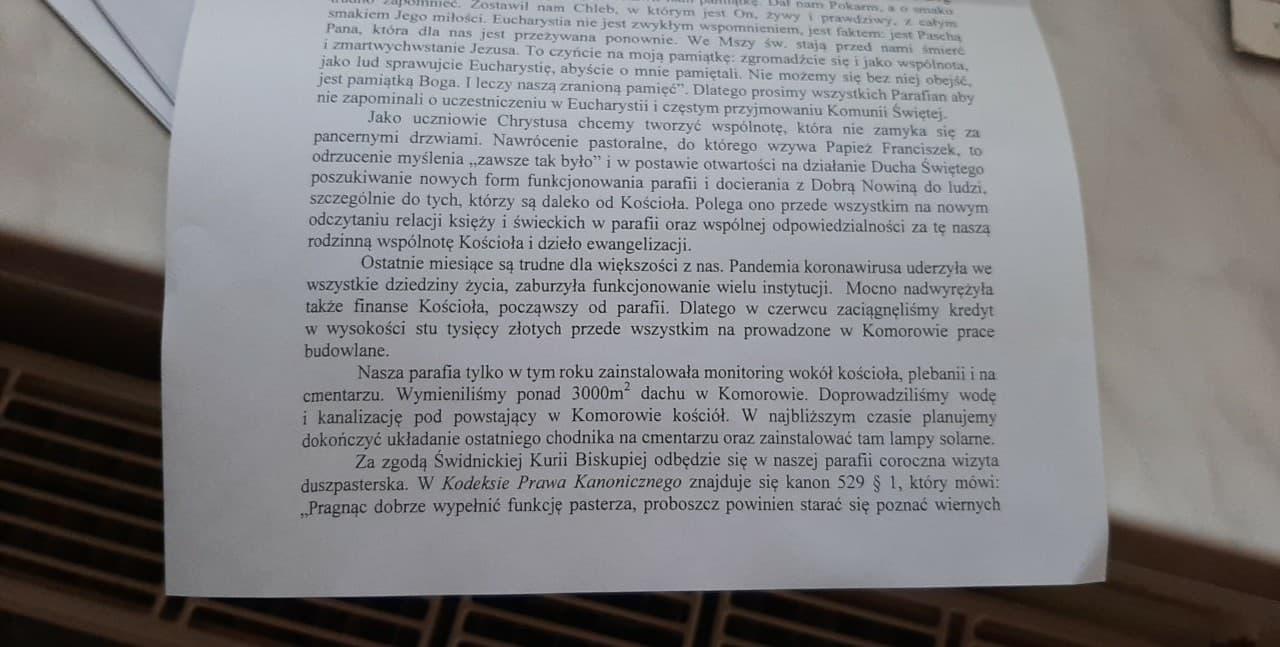 zapomnieć. Zostawił nam Chleb, w którym jest On, żywy i prawdziwy, z całym
smakiem Jego miłości. Eucharystia nie jest zwykłym wspomnieniem, jest faktem: jest Paschą
Pana, która dla nas jest przeżywana ponownie. We Mszy św. stają przed nami śmierć
i zmartwychwstanie Jezusa. To czyńcie na moją pamiątkę: zgromadźcie się i jako wspólnota,
jako lud sprawujcie Eucharystię, abyście o mnie pamiętali. Nie możemy się bez niej obejść,
jest pamiątką Boga. I leczy naszą zranioną pamięć”. Dlatego prosimy wszystkich Parafian aby
nie zapominali o uczestniczeniu w Eucharystii i częstym przyjmowaniu Komunii Świętej.
Jako uczniowie Chrystusa chcemy tworzyć wspólnotę, która nie zamyka się za
pancernymi drzwiami. Nawrócenie pastoralne, do którego wzywa Papież Franciszek, to
odrzucenie myślenia „zawsze tak było” i w postawie otwartości na działanie Ducha Świętego
poszukiwanie nowych form funkcjonowania parafii i docierania z Dobrą Nowiną do ludzi,
szczególnie do tych, którzy są daleko od Kościoła. Polega ono przede wszystkim na nowym
odczytaniu relacji księży i świeckich w parafii oraz wspólnej odpowiedzialności za tę naszą
rodzinną wspólnotę Kościoła i dzieło ewangelizacji.
Ostatnie miesiące są trudne dla większości z nas. Pandemia koronawirusa uderzyła we
wszystkie dziedziny życia, zaburzyła funkcjonowanie wielu instytucji. Mocno nadwyrężyła
także finanse Kościoła, począwszy od parafii. Dlatego w czerwcu zaciągnęliśmy kredyt
w wysokości stu tysięcy złotych przede wszystkim na prowadzone w Komorowie prace
budowlane.
Nasza parafia tylko w tym roku zainstalowała monitoring wokół kościoła, plebanii i na
cmentarzu. Wymieniliśmy ponad 3000m² dachu w Komorowie. Doprowadziliśmy wodę
i kanalizację pod powstający w Komorowie kościół. W najbliższym czasie planujemy
dokończyć układanie ostatniego chodnika na cmentarzu oraz zainstalować tam lampy solarne.
Za zgodą Świdnickiej Kurii Biskupiej odbędzie się w naszej parafii coroczna wizyta
duszpasterska. W Kodeksie Prawa Kanonicznego znajduje się kanon 529 § 1, który mówi:
„Pragnąc dobrze wypełnić funkcję pasterza, proboszcz powinien starać się poznać wiernych